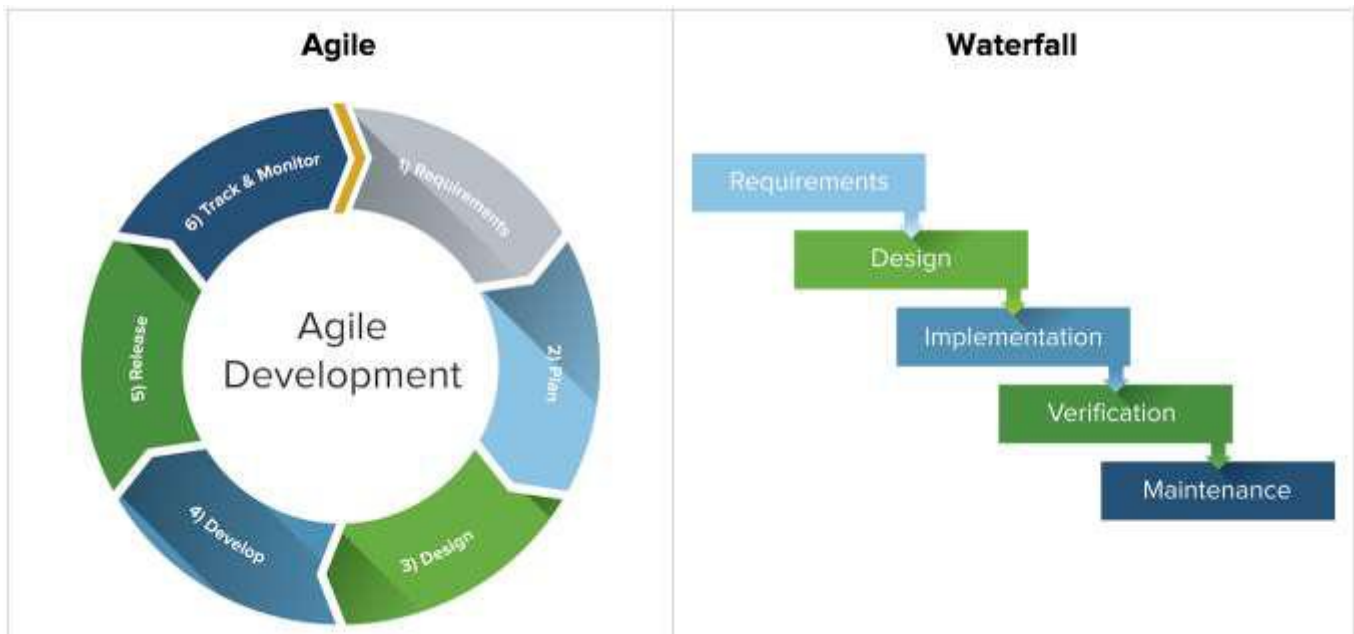 Agile
1) Requirements
2) Plan
3) Design
4) Develop
5) Release
6) Track & Monitor
Agile
Development
Waterfall
Requirements
Design
Implementation
Verification
Maintenance